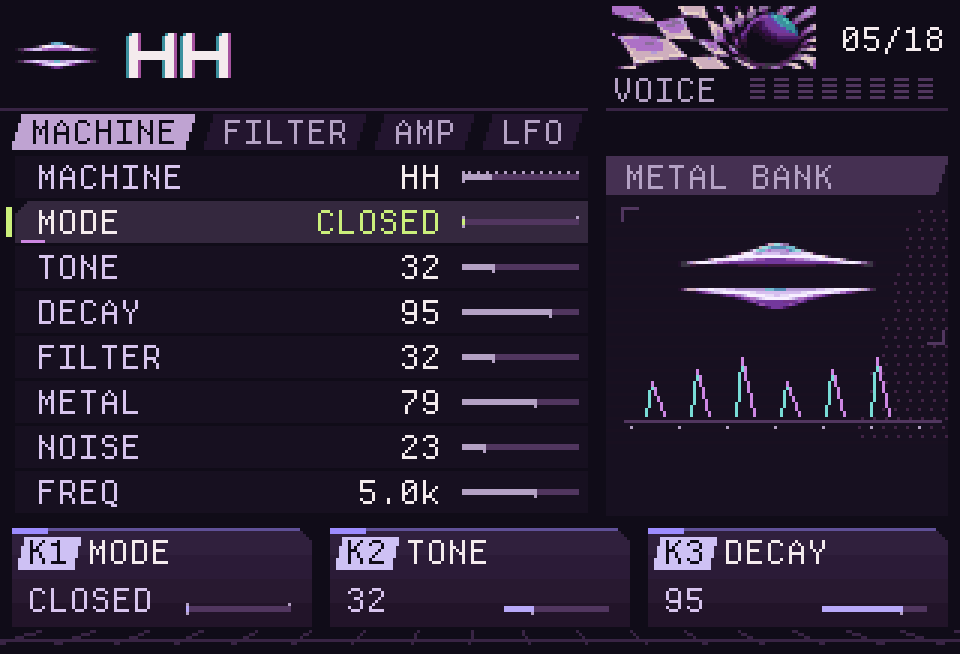 HH
05/18
VOICE
MACHINE FILTER AMP LFO
MACHINE HH
METAL BANK
MODE CLOSED
TONE 32
DECAY 95
FILTER 32
METAL 79
NOISE 23
FREQ 5.0k
K1 MODE K2 TONE K3 DECAY
CLOSED 32 95